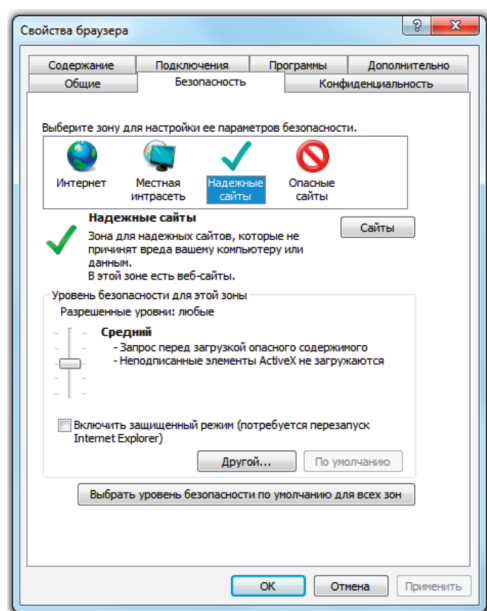 Свойства браузера
Содержание Подключения Программы Дополнительно
Общие Безопасность Конфиденциальность
Выберите зону для настройки ее параметров безопасности.
Интернет Местная интрасеть Надежные сайты Опасные сайты
Надежные сайты
Сайты
Зона для надежных сайтов, которые не
причинят вреда вашему компьютеру или
данным.
В этой зоне есть веб-сайты.
Уровень безопасности для этой зоны
Разрешенные уровни: любые
Средний
- Запрос перед загрузкой опасного содержимого
- Неподписанные элементы ActiveX не загружаются
Включить защищенный режим (потребуется перезапуск
Internet Explorer)
Другой... По умолчанию
Выбрать уровень безопасности по умолчанию для всех зон
ОК Отмена Применить